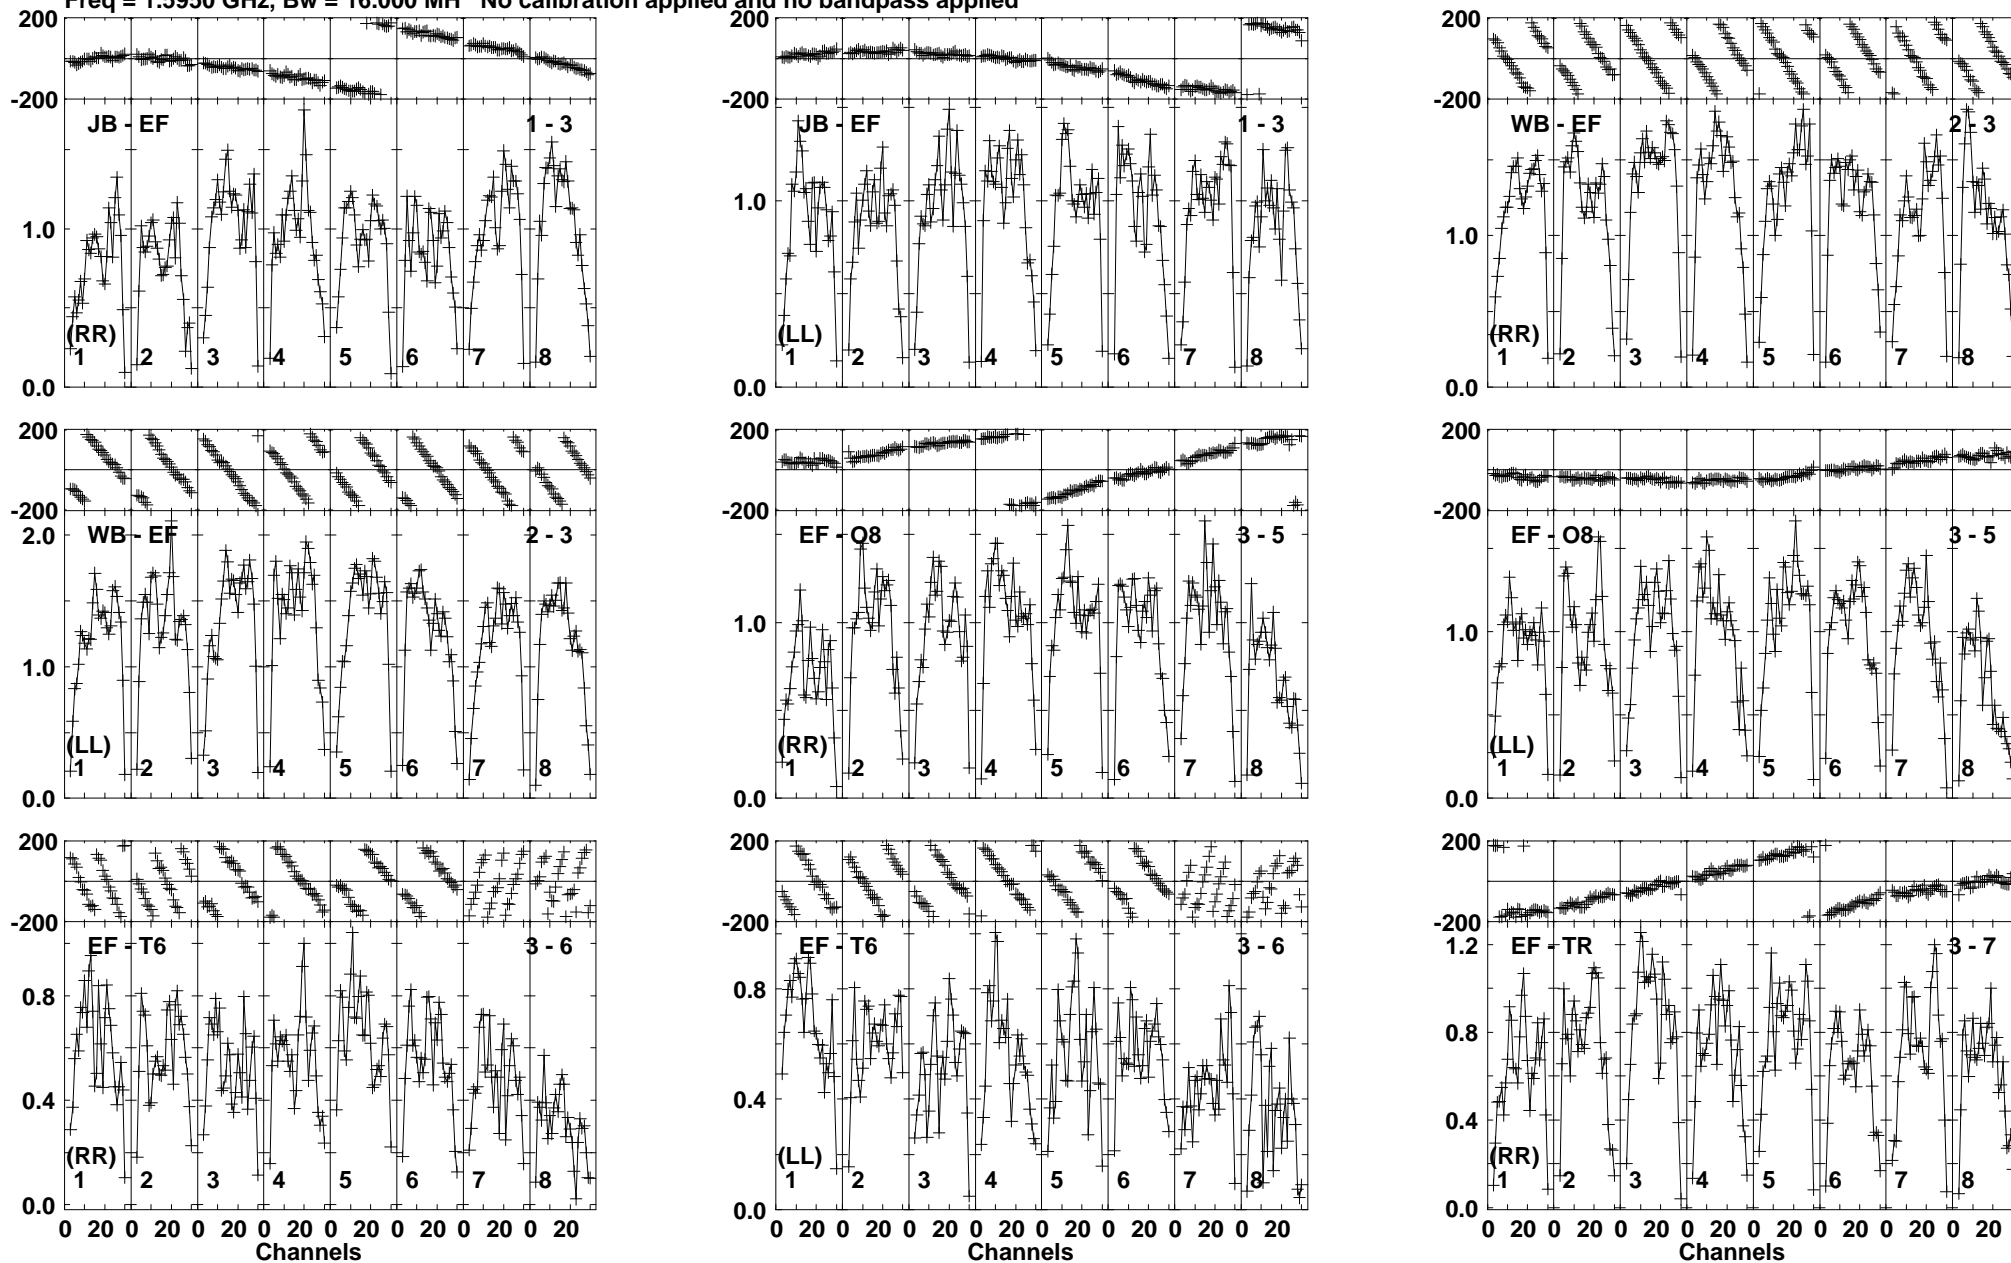 Freq = 1.5950 GHz, Bw = 16.000 MH No calibration applied and no bandpass applied
200 200 200
-200 -200 -200
JB - EF 1 - 3 JB - EF 1 - 3 WB - EF 2 - 3
1.0 1.0 1.0
(RR) (LL) (RR)
1 2 3 4 5 6 7 8 1 2 3 4 5 6 7 8 1 2 3 4 5 6 7 8
0.0 0.0 0.0
200 200 200
-200 -200 -200
2.0 WB - EF 2 - 3 EF - O8 3 - 5 EF - O8 3 - 5
1.0 1.0 1.0
(LL) (RR) (LL)
1 2 3 4 5 6 7 8 1 2 3 4 5 6 7 8 1 2 3 4 5 6 7 8
0.0 0.0 0.0
200 200 200
-200 -200 -200
EF - T6 3 - 6 EF - T6 3 - 6 1.2 EF - TR 3 - 7
0.8 0.8 0.8
0.4 0.4 0.4
(RR) (LL) (RR)
1 2 3 4 5 6 7 8 1 2 3 4 5 6 7 8 1 2 3 4 5 6 7 8
0.0 0.0 0.0
0 20 0 20 0 20 0 20 0 20 0 20 0 20 0 20 0 20 0 20 0 20 0 20 0 20 0 20 0 20 0 20 0 20 0 20 0 20 0 20 0 20 0 20 0 20 0 20
Channels Channels Channels